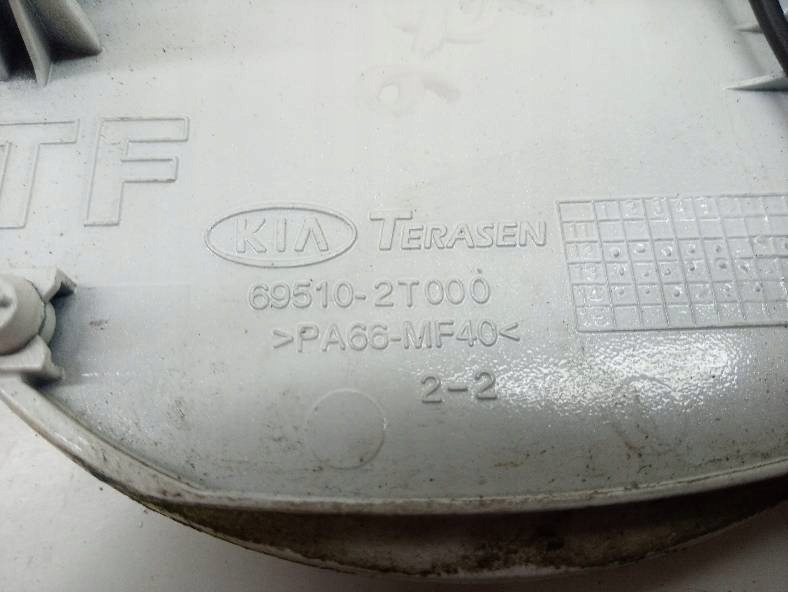 TF
KIA TERASEN
69510-2T000
>PA66-MF40<
2-2